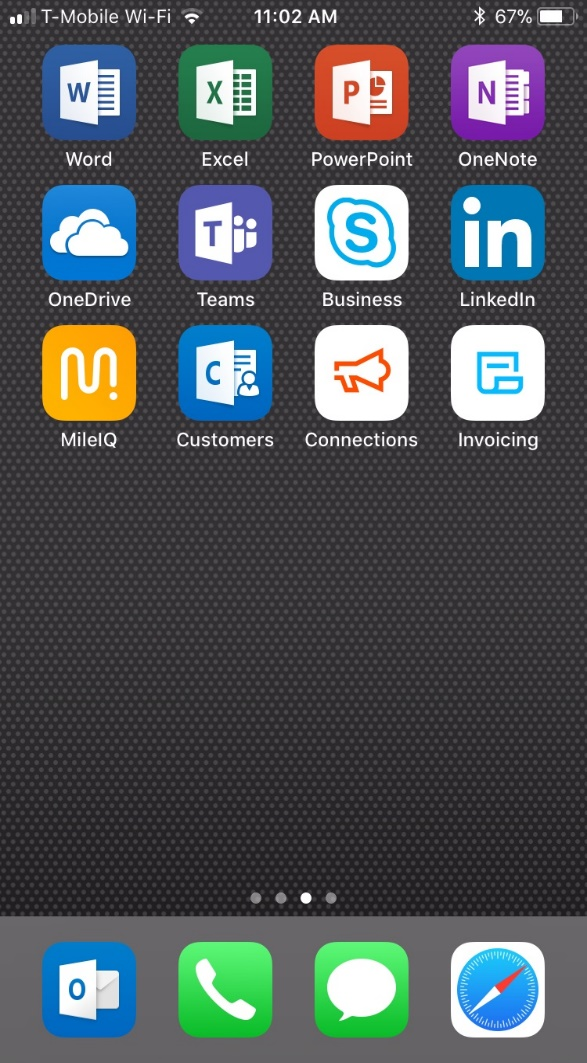 T-Mobile Wi-Fi 11:02 AM 67%
W X P N
Word Excel PowerPoint OneNote
T S in
OneDrive Teams Business LinkedIn
m C
MileIQ Customers Connections Invoicing
O